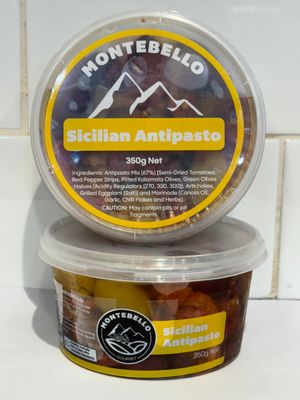 MONTEBELLO
Sicilian Antipasto
350g Net
Ingredients: Antipasto Mix (67%) [Semi-Dried Tomatoes,
Red Pepper Strips, Pitted Kalamata Olives, Green Olives
Halves (Acidity Regulators (270, 330, 300)), Artichokes,
Grilled Eggplant (Salt)] and Marinade (Canola Oil,
Garlic, Chilli Flakes and Herbs).
CAUTION: May contain pits or pit
fragments.
MONTEBELLO
GOURMET
Sicilian
Antipasto
350g Net